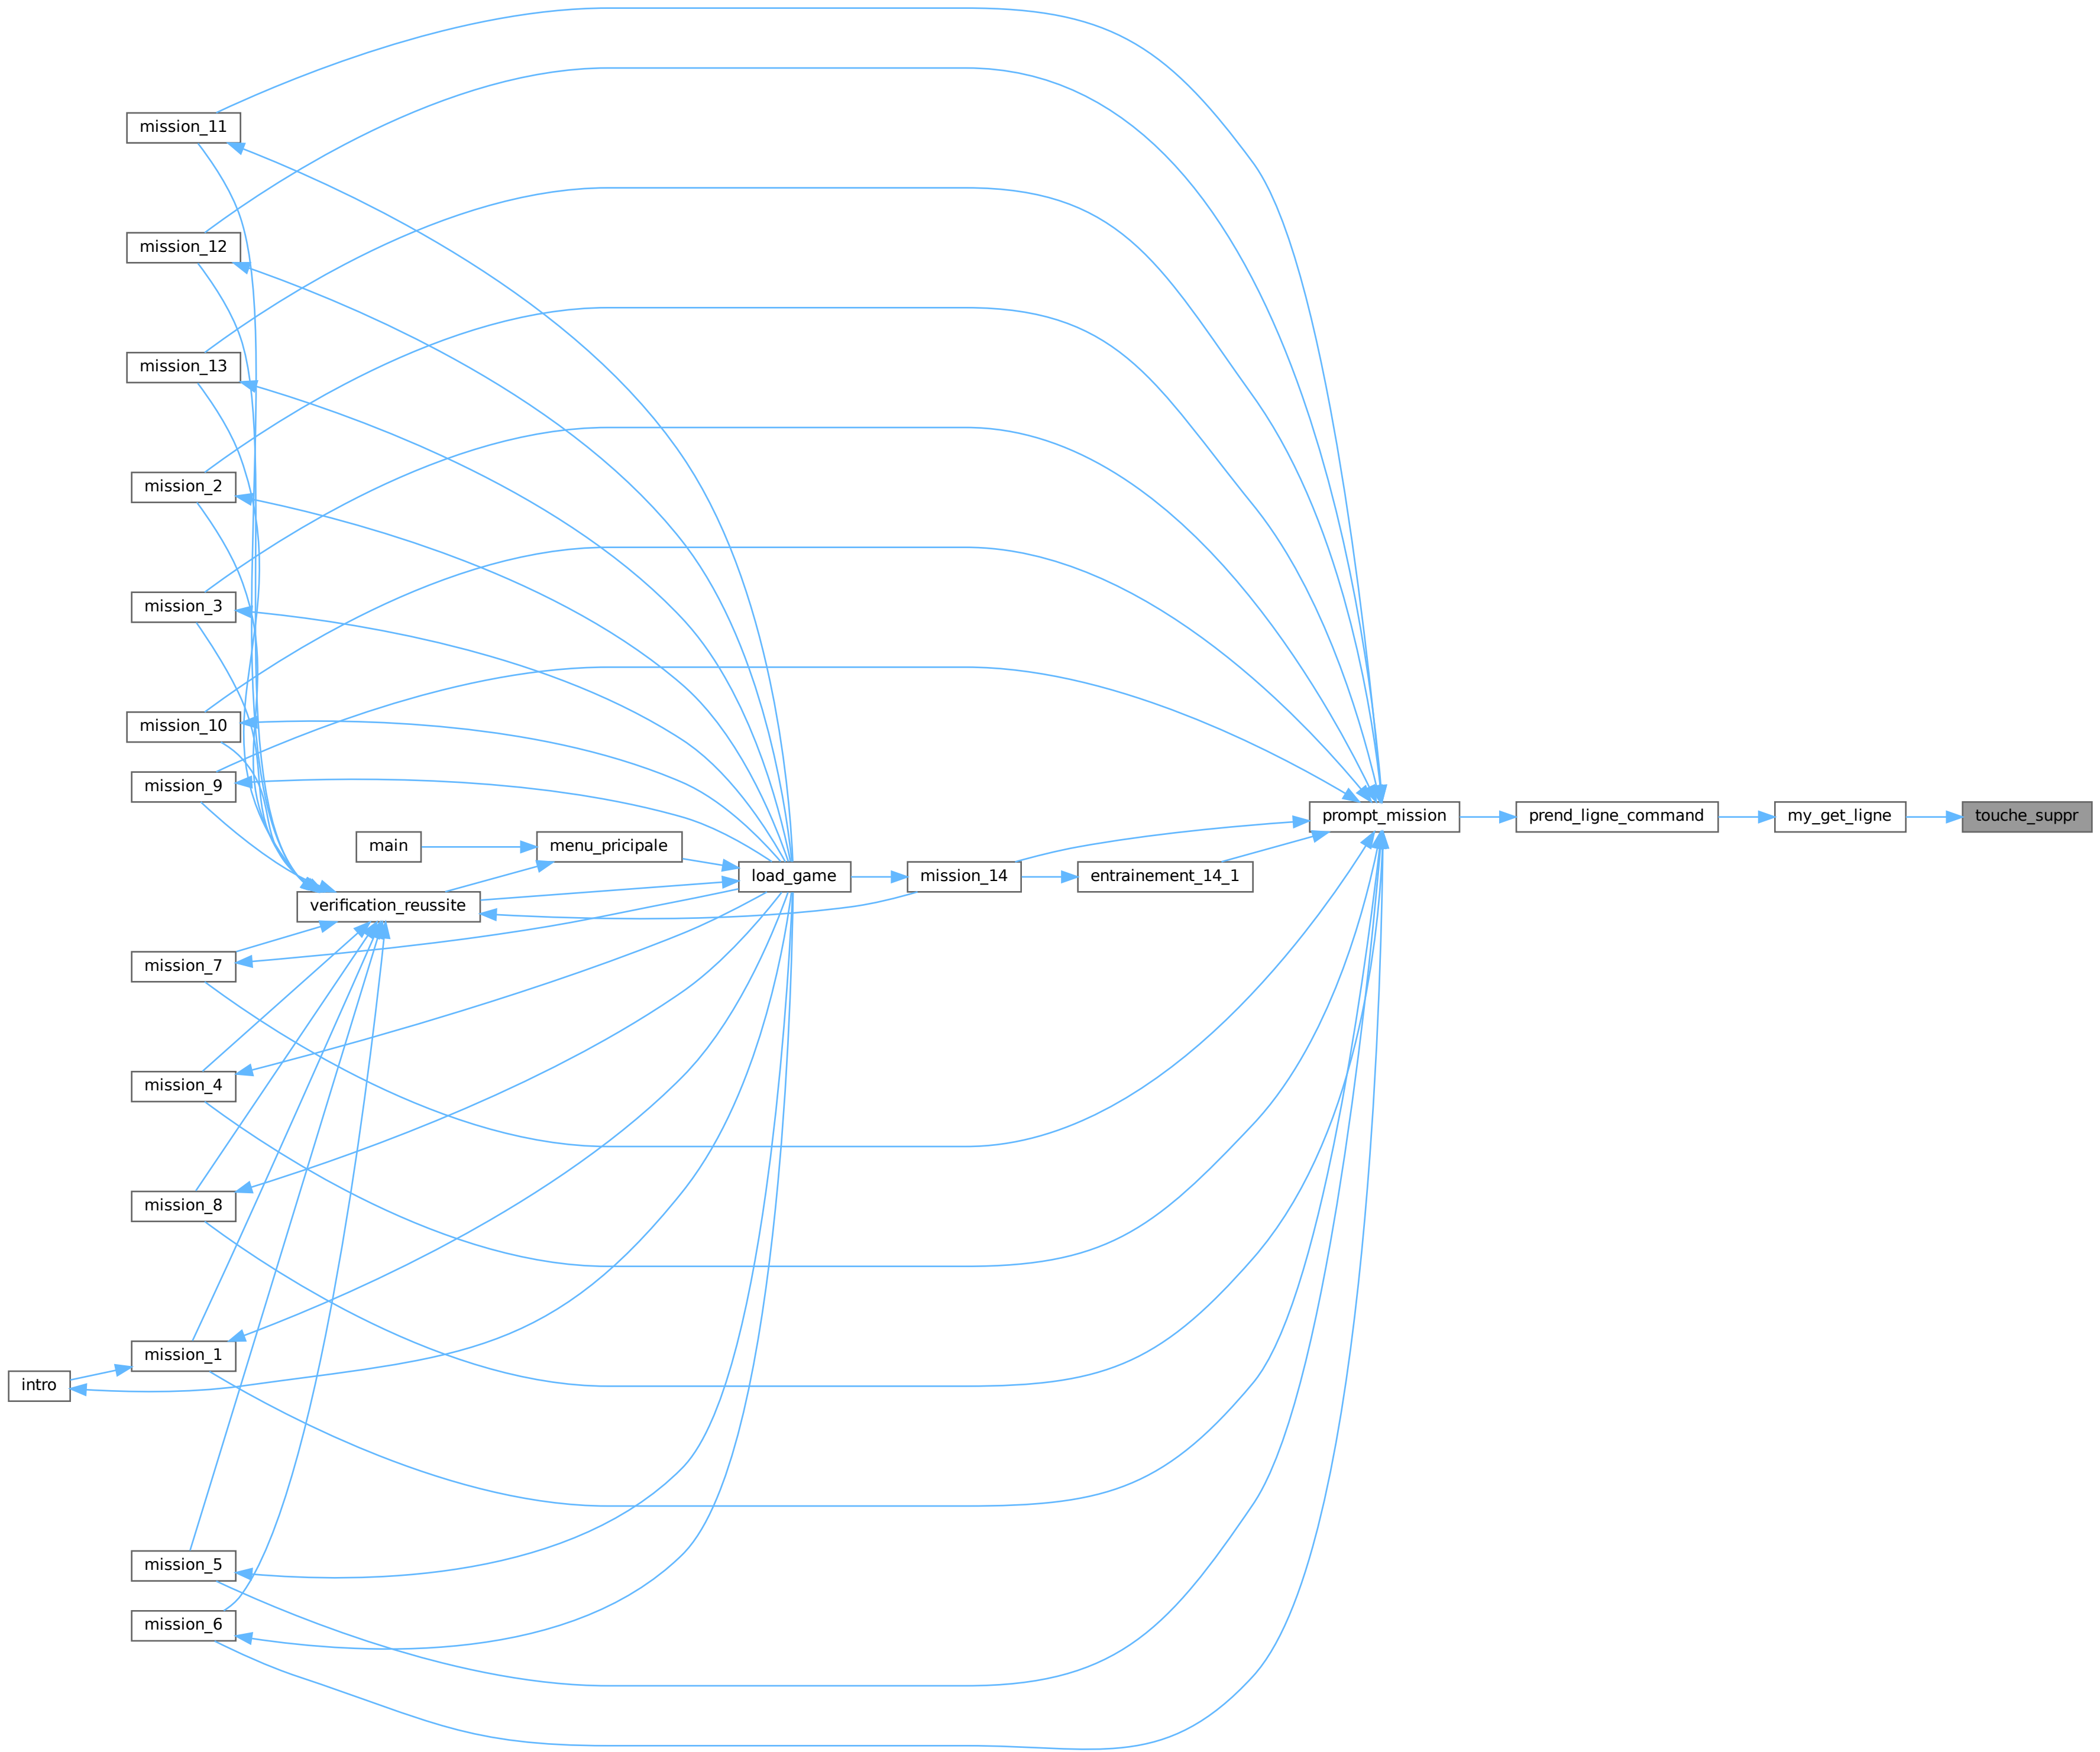 mission_11
mission_12
mission_13
mission_2
mission_3
mission_10
mission_9
prompt_mission
prend_ligne_command
my_get_ligne
touche_suppr
main
menu_pricipale
load_game
mission_14
entrainement_14_1
verification_reussite
mission_7
mission_4
mission_8
mission_1
intro
mission_5
mission_6